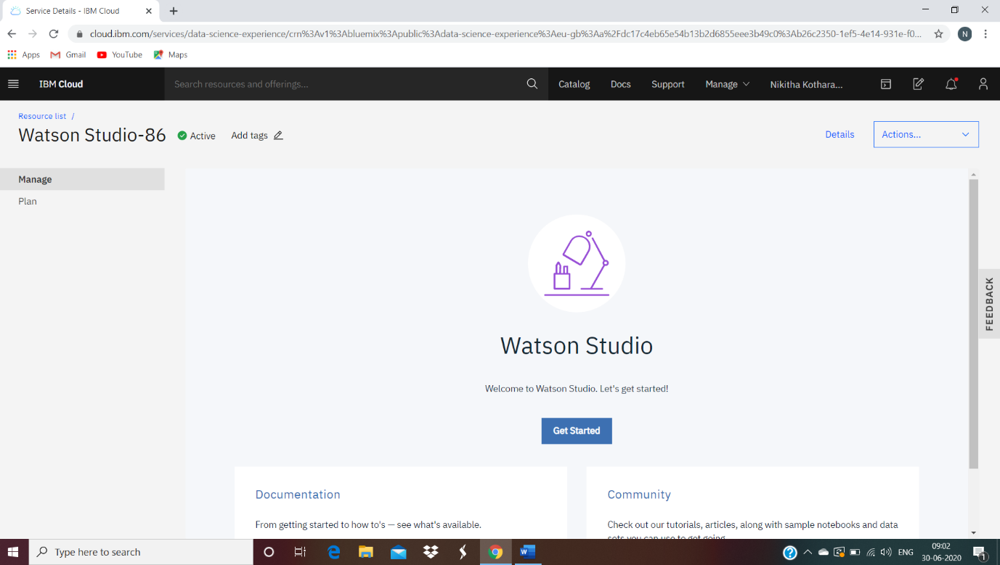 Service Details - IBM Cloud
cloud.ibm.com/services/data-science-experience/crn%3Av1%3Abluemix%3Apublic%3Adata-science-experience%3Aeu-gb%3Aa%2Fdc17c4eb65e54b13b2d6855eee3b49c0%3Ab26c2350-1ef5-4e14-931e-f0...
N
Apps Gmail YouTube Maps
IBM Cloud Search resources and offerings... Catalog Docs Support Manage Nikitha Kothara...
Resource list /
Watson Studio-86 Active Add tags Details Actions...
Manage
Plan
FEEDBACK
Watson Studio
Welcome to Watson Studio. Let's get started!
Get Started
Documentation
From getting started to how to's — see what's available.
Community
Check out our tutorials, articles, along with sample notebooks and data
sets you can use to get going
Type here to search
ENG
09:02
30-06-2020
1